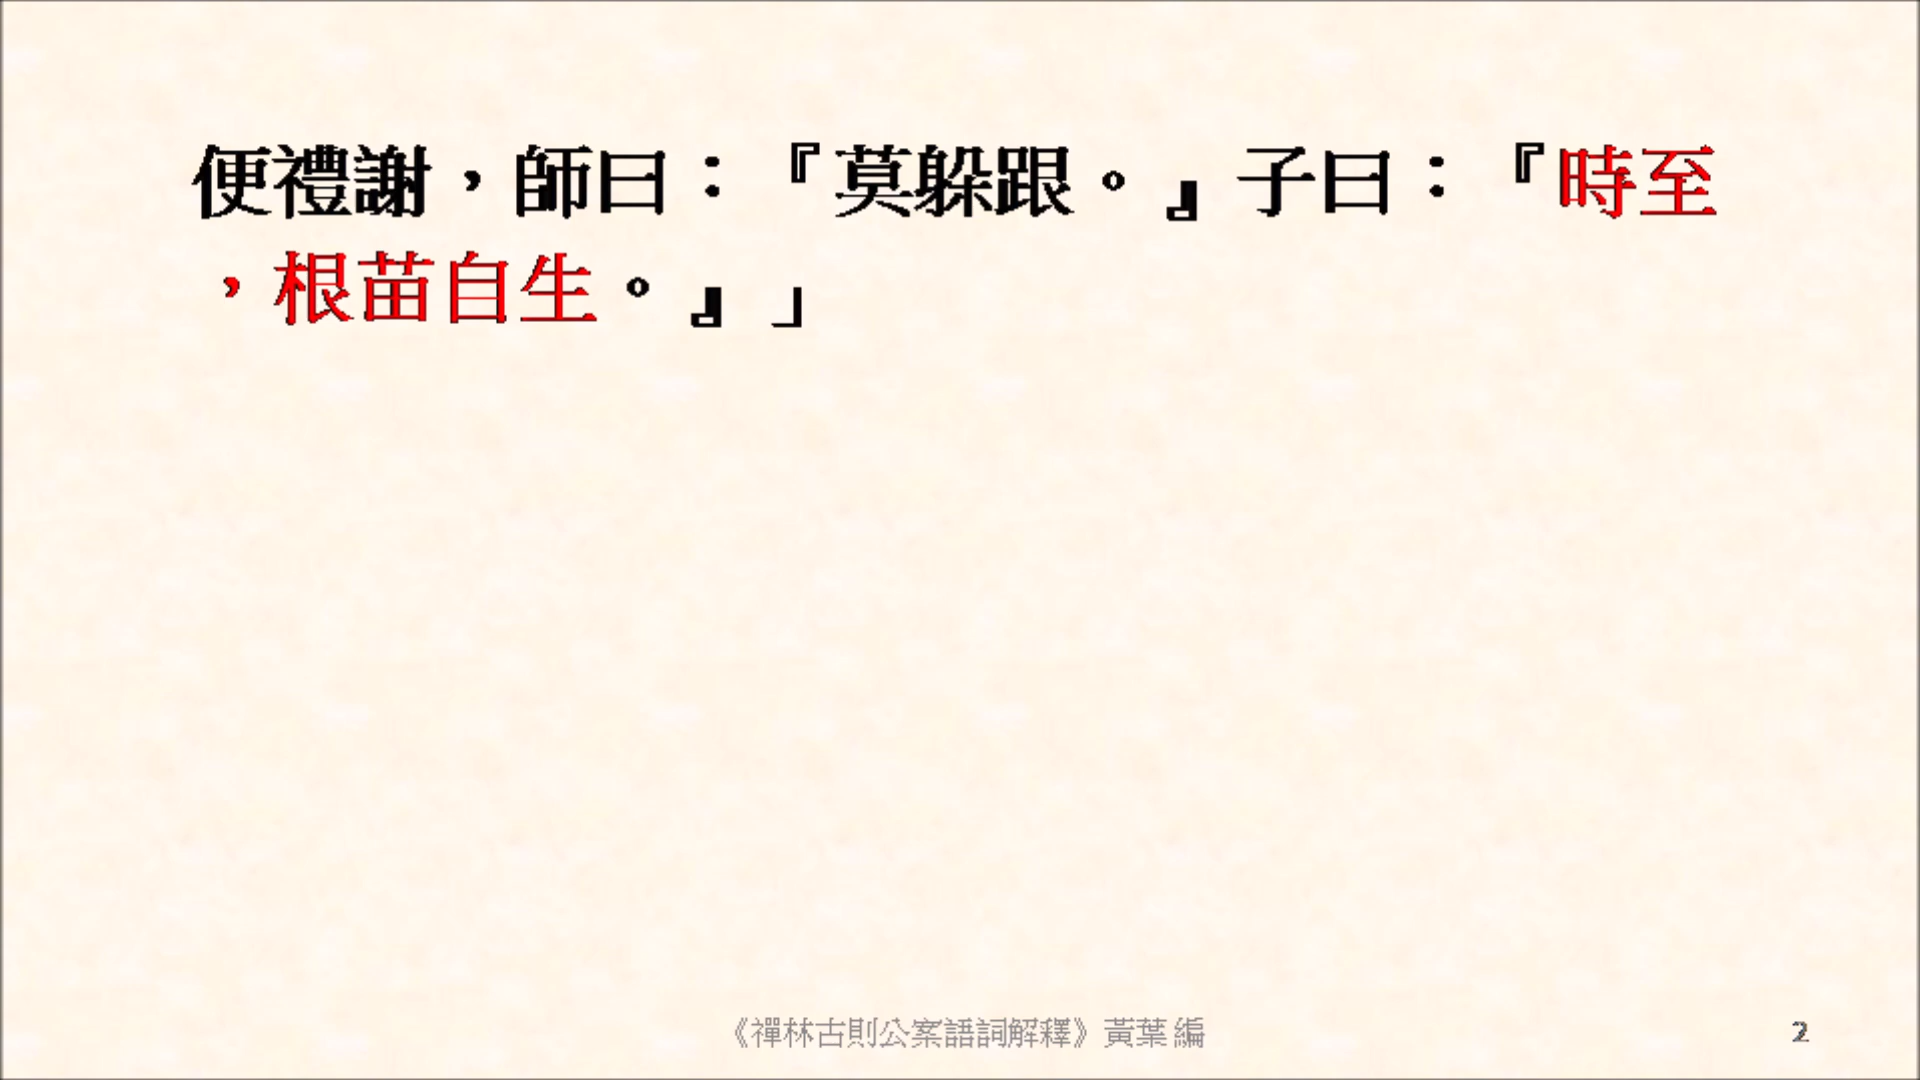 便禮謝，師曰：『莫躲跟。』子曰：『時至
，根苗自生。』」
《禪林古則公案語詞解釋》黃葉編
2